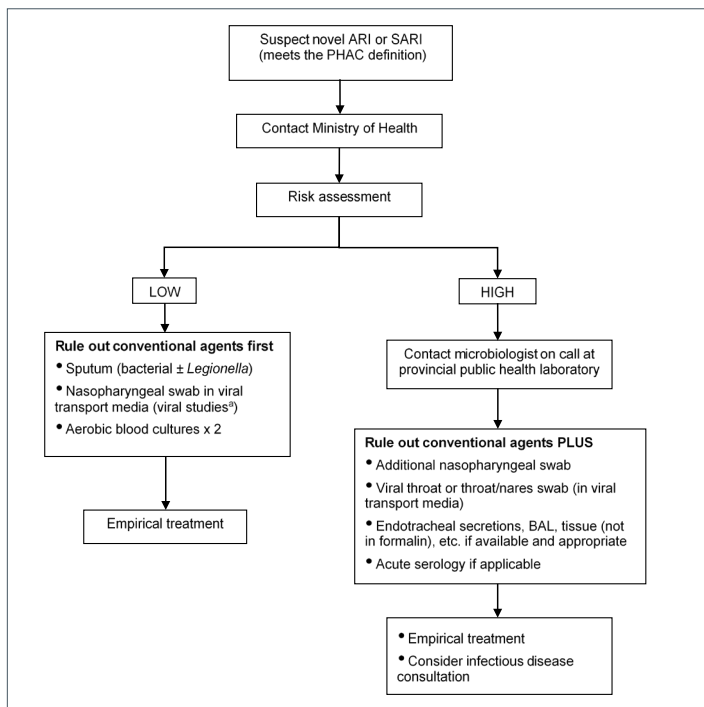 Suspect novel ARI or SARI
(meets the PHAC definition)
Contact Ministry of Health
Risk assessment
LOW
Rule out conventional agents first
• Sputum (bacterial ± Legionella)
• Nasopharyngeal swab in viral
transport media (viral studiesᵃ)
• Aerobic blood cultures x 2
Empirical treatment
HIGH
Contact microbiologist on call at
provincial public health laboratory
Rule out conventional agents PLUS
• Additional nasopharyngeal swab
• Viral throat or throat/nares swab (in viral
transport media)
• Endotracheal secretions, BAL, tissue (not
in formalin), etc. if available and appropriate
• Acute serology if applicable
• Empirical treatment
• Consider infectious disease
consultation